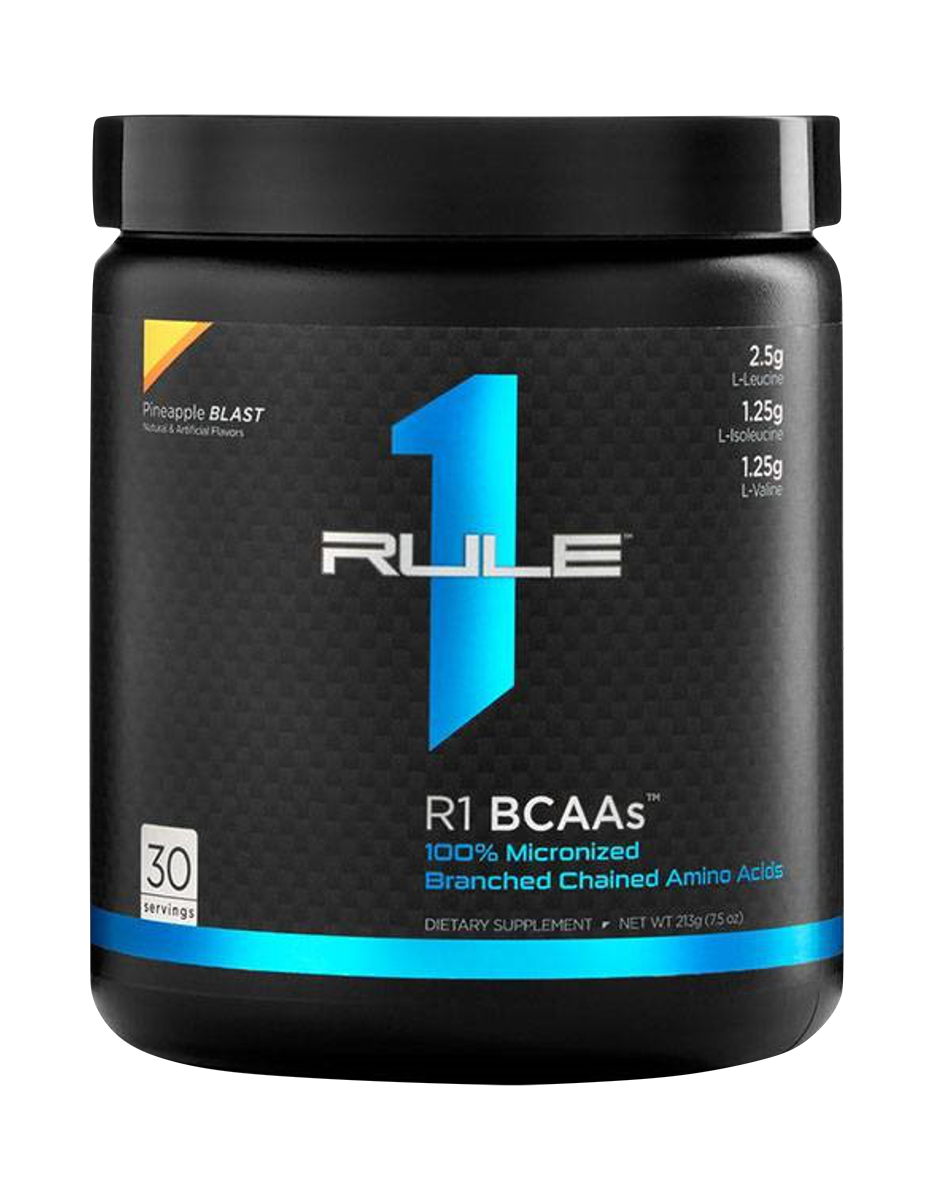 Pineapple BLAST
Natural & Artificial Flavors
2.5g
L-Leucine
1.25g
L-Isoleucine
1.25g
L-Valine
1
RULE™
R1 BCAAs™
100% Micronized
Branched Chained Amino Acids
30
servings
DIETARY SUPPLEMENT NET WT 213g (7.5 oz)